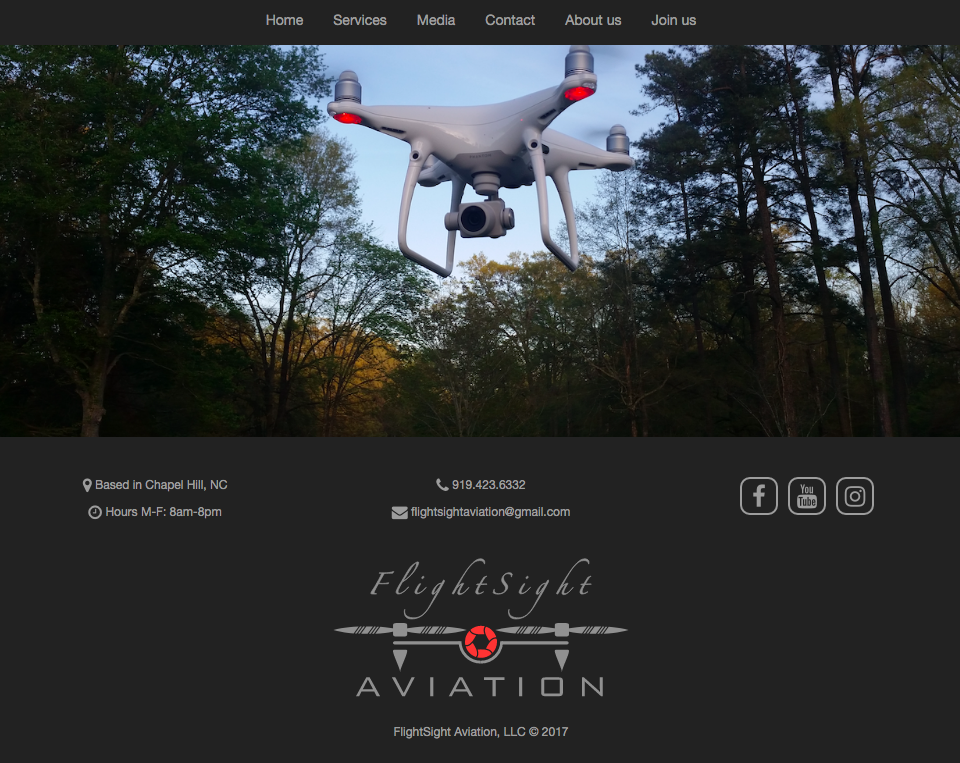 Home Services Media Contact About us Join us
Based in Chapel Hill, NC
Hours M-F: 8am-8pm
919.423.6332
flightsightaviation@gmail.com
You
Tube
FlightSight
AVIATION
FlightSight Aviation, LLC © 2017